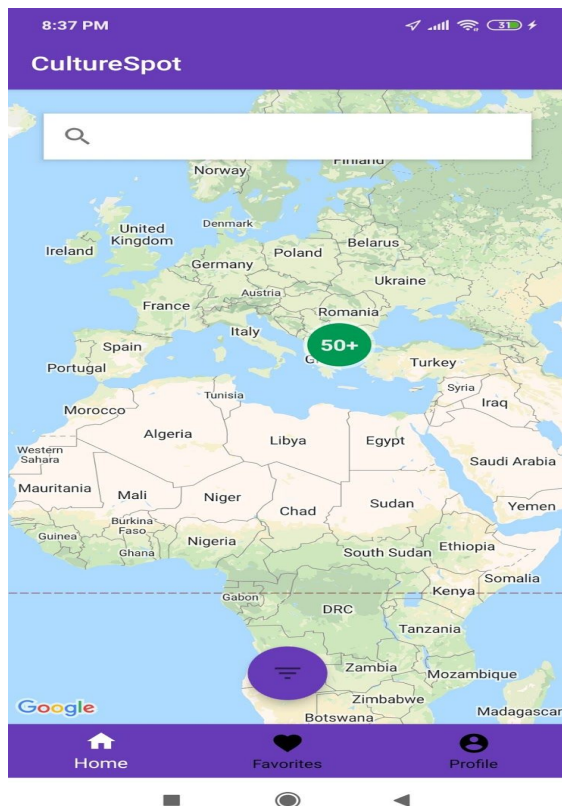 8:37 PM
31
CultureSpot
Norway
Finland
Denmark
United
Kingdom
Ireland
Belarus
Poland
Germany
Ukraine
Austria
France
Romania
Italy
50+
Spain
Turkey
Portugal
Syria
Tunisia
Iraq
Morocco
Algeria
Libya
Egypt
Western
Sahara
Saudi Arabia
Mauritania
Mali
Niger
Chad
Sudan
Yemen
Burkina
Faso
Guinea
Ghana
Nigeria
South Sudan
Ethiopia
Somalia
Kenya
Gabon
DRC
Tanzania
Zambia
Mozambique
Zimbabwe
Google
Botswana
Madagascar
Home
Favorites
Profile